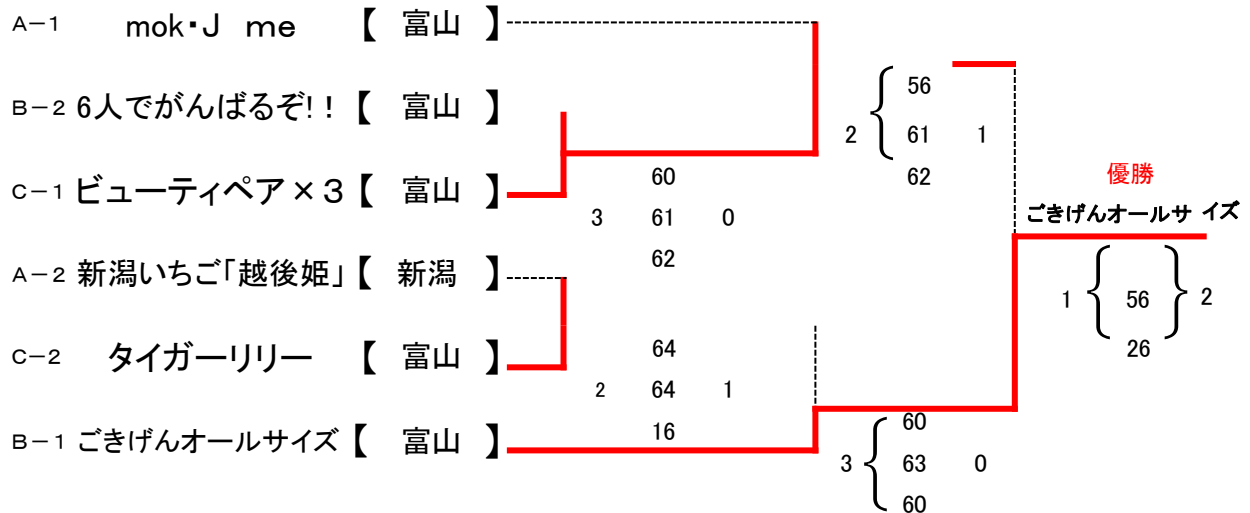 A-1 mok・J me 【 富山 】
B-2 6人でがんばるぞ!! 【 富山 】
C-1 ビューティペア×3 【 富山 】
A-2 新潟いちご「越後姫」 【 新潟 】
C-2 タイガーリリー 【 富山 】
B-1 ごきげんオールサイズ 【 富山 】
60
3 61 0
62
64
2 64 1
16
56
2 61 1
62
60
3 63 0
60
優勝
ごきげんオールサ イズ
1 56 2
26